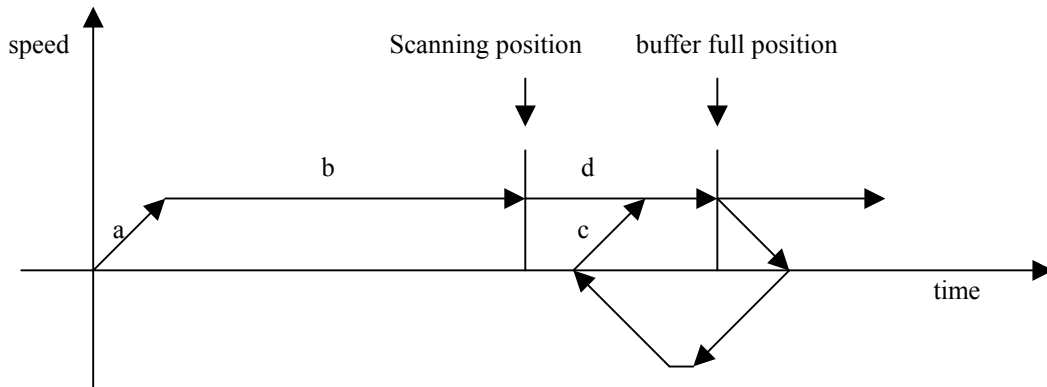 speed
Scanning position
buffer full position
b
d
a
c
time